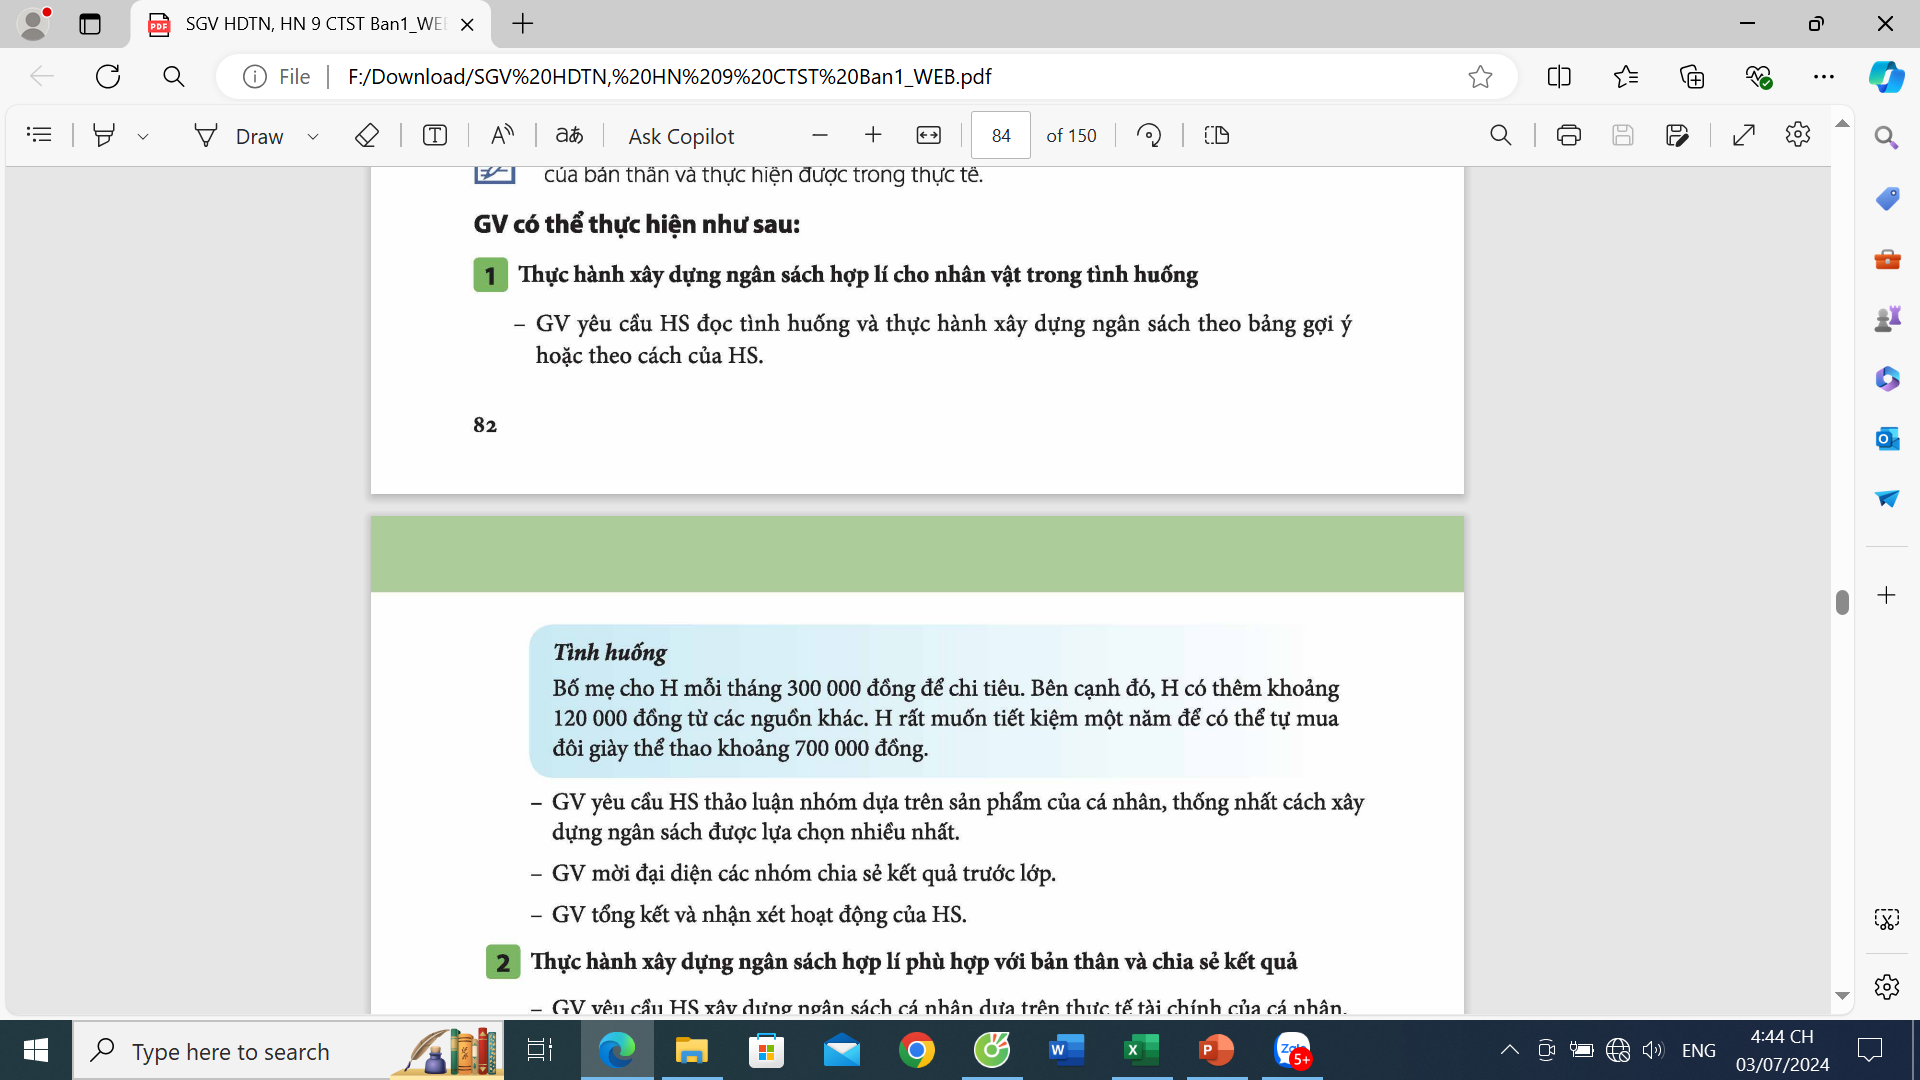 SGV HDTN, HN 9 CTST Ban1_WEB
File
F:/Download/SGV%20HDTN,%20HN%209%20CTST%20Ban1_WEB.pdf
Draw
aあ
Ask Copilot
84
of 150
của bản thân và thực hiện được trong thực tế.
GV có thể thực hiện như sau:
1 Thực hành xây dựng ngân sách hợp lí cho nhân vật trong tình huống
– GV yêu cầu HS đọc tình huống và thực hành xây dựng ngân sách theo bảng gợi ý
hoặc theo cách của HS.
82
Tình huống
Bố mẹ cho H mỗi tháng 300 000 đồng để chi tiêu. Bên cạnh đó, H có thêm khoảng
120 000 đồng từ các nguồn khác. H rất muốn tiết kiệm một năm để có thể tự mua
đôi giày thể thao khoảng 700 000 đồng.
– GV yêu cầu HS thảo luận nhóm dựa trên sản phẩm của cá nhân, thống nhất cách xây
dựng ngân sách được lựa chọn nhiều nhất.
– GV mời đại diện các nhóm chia sẻ kết quả trước lớp.
– GV tổng kết và nhận xét hoạt động của HS.
2 Thực hành xây dựng ngân sách hợp lí phù hợp với bản thân và chia sẻ kết quả
– GV yêu cầu HS xây dựng ngân sách cá nhân dựa trên thực tế tài chính của cá nhân.
Type here to search
Zalo
5+
ENG
4:44 CH
03/07/2024